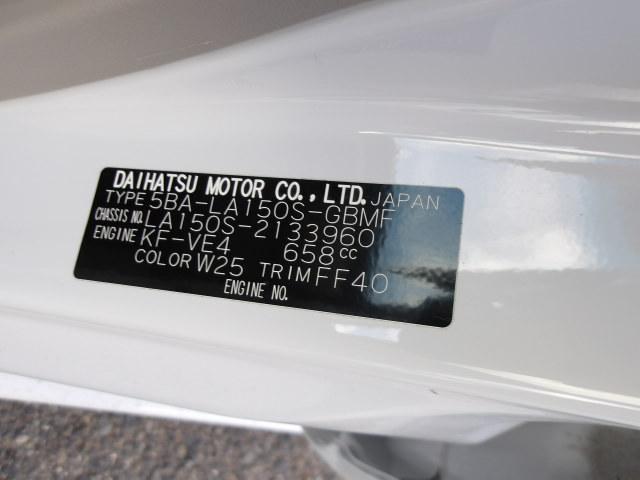 DAIHATSU MOTOR CO.,LTD. JAPAN
TYPE 5BA-LA150S-GBMF
CHASSIS NO. LA150S-2133960
ENGINE KF-VE4 658cc
COLOR W25 TRIM FF40
ENGINE NO.